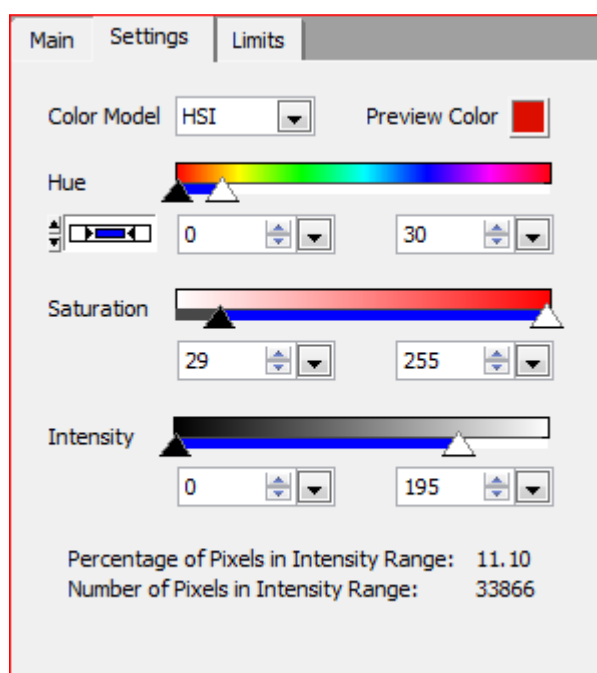 Main Settings Limits
Color Model HSI Preview Color
Hue
0 30
Saturation
29 255
Intensity
0 195
Percentage of Pixels in Intensity Range: 11.10
Number of Pixels in Intensity Range: 33866